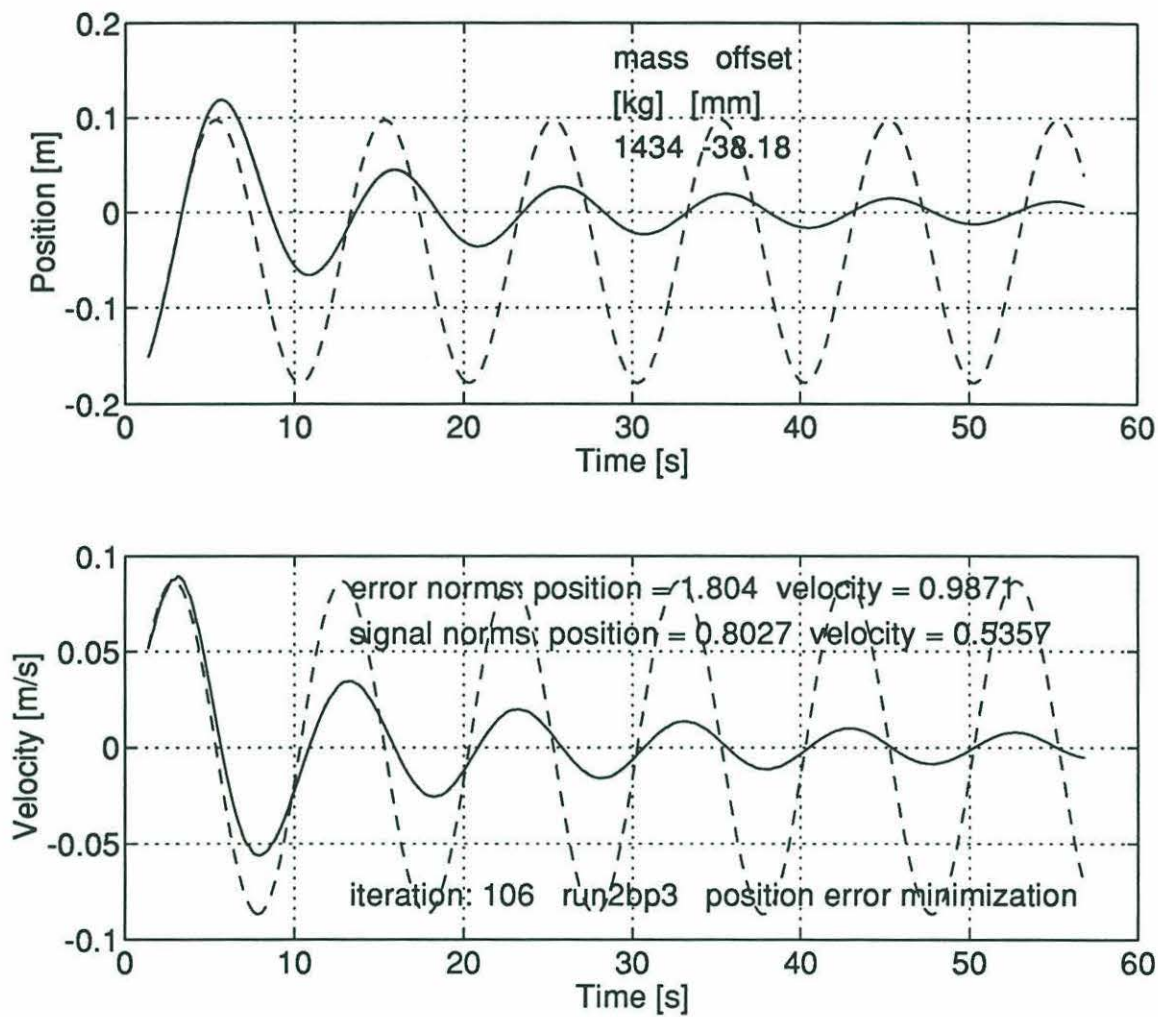 0.2
mass offset
[kg] [mm]
0.1
1434 -38.18
0
-0.1
-0.2
Position [m]
0 10 20 30 40 50 60
Time [s]
0.1
error norms: position = 1.804 velocity = 0.9871
signal norms: position = 0.8027 velocity = 0.5357
0.05
0
-0.05
iteration: 106 run2bp3 position error minimization
-0.1
Velocity [m/s]
0 10 20 30 40 50 60
Time [s]